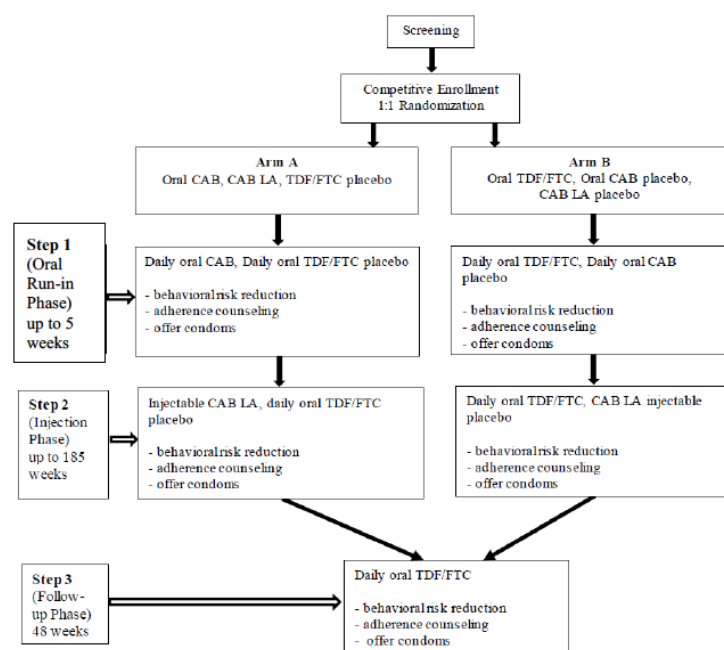 Screening
Competitive Enrollment
1:1 Randomization
Arm A
Oral CAB, CAB LA, TDF/FTC placebo
Arm B
Oral TDF/FTC, Oral CAB placebo,
CAB LA placebo
Step 1
(Oral
Run-in
Phase)
up to 5
weeks
Daily oral CAB, Daily oral TDF/FTC placebo
- behavioral risk reduction
- adherence counseling
- offer condoms
Daily oral TDF/FTC, Daily oral CAB
placebo
- behavioral risk reduction
- adherence counseling
- offer condoms
Step 2
(Injection
Phase)
up to 185
weeks
Injectable CAB LA, daily oral TDF/FTC
placebo
- behavioral risk reduction
- adherence counseling
- offer condoms
Daily oral TDF/FTC, CAB LA injectable
placebo
- behavioral risk reduction
- adherence counseling
- offer condoms
Step 3
(Follow-
up Phase)
48 weeks
Daily oral TDF/FTC
- behavioral risk reduction
- adherence counseling
- offer condoms